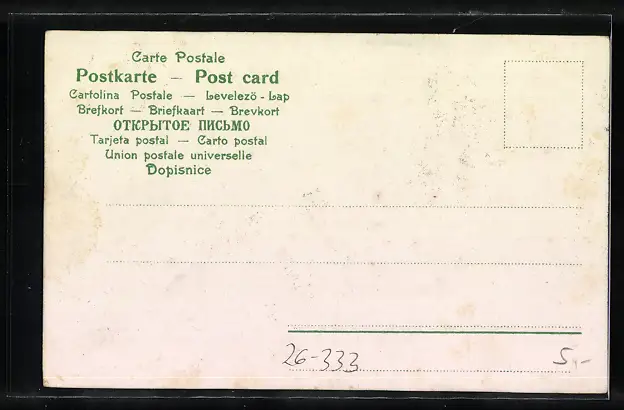 Carte Postale
Postkarte — Post card
Cartolina Postale — Levelezö - Lap
Brefkort — Briefkaart — Brevkort
ОТКРЫТОЕ ПИСЬМО
Tarjeta postal — Carto postal
Union postale universelle
Dopisnice
26-333 5,-